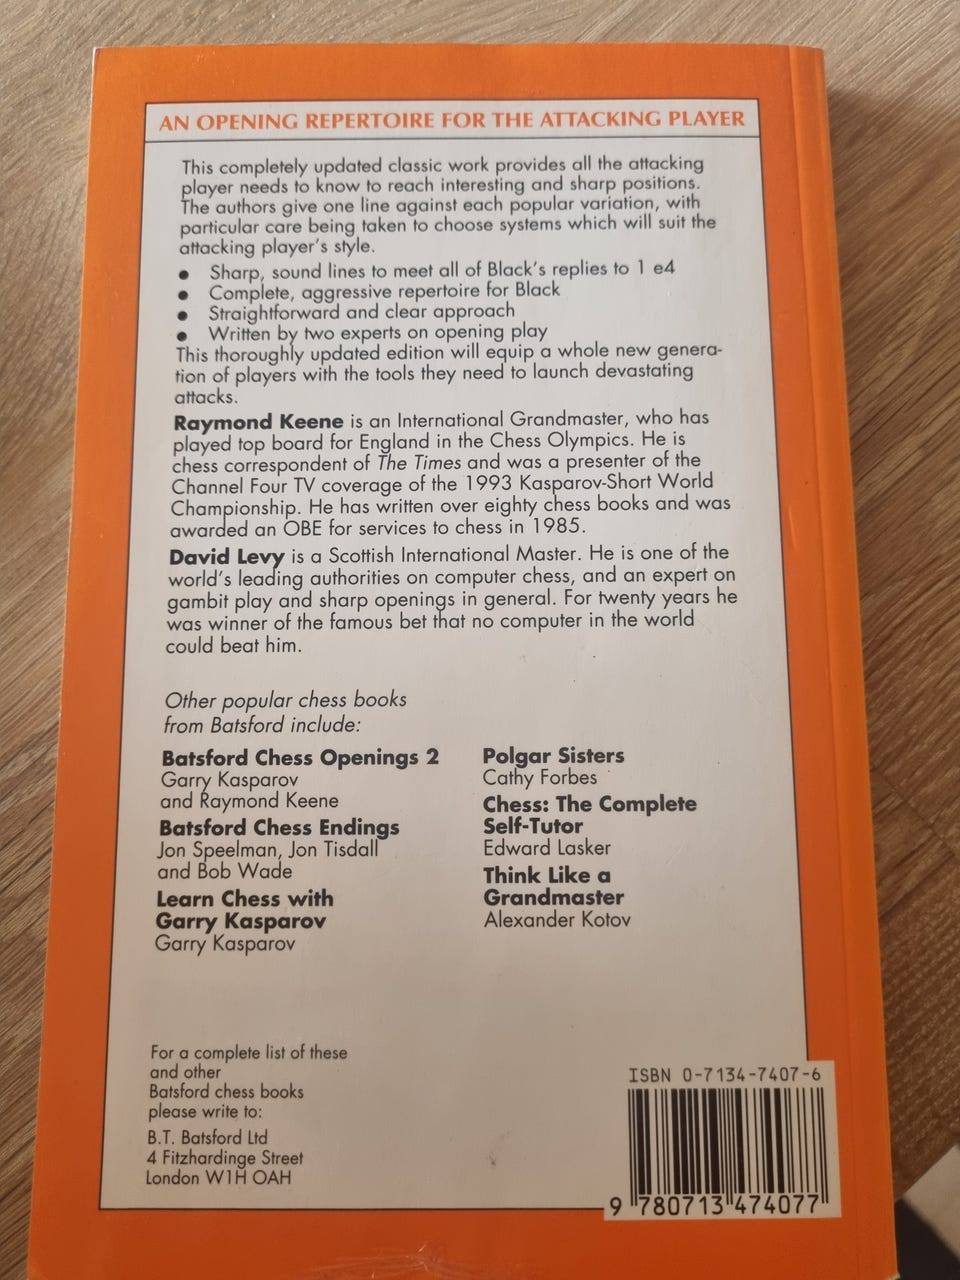 AN OPENING REPERTOIRE FOR THE ATTACKING PLAYER
This completely updated classic work provides all the attacking
player needs to know to reach interesting and sharp positions.
The authors give one line against each popular variation, with
particular care being taken to choose systems which will suit the
attacking player's style.
● Sharp, sound lines to meet all of Black's replies to 1 e4
● Complete, aggressive repertoire for Black
● Straightforward and clear approach
● Written by two experts on opening play
This thoroughly updated edition will equip a whole new genera-
tion of players with the tools they need to launch devastating
attacks.
Raymond Keene is an International Grandmaster, who has
played top board for England in the Chess Olympics. He is
chess correspondent of The Times and was a presenter of the
Channel Four TV coverage of the 1993 Kasparov-Short World
Championship. He has written over eighty chess books and was
awarded an OBE for services to chess in 1985.
David Levy is a Scottish International Master. He is one of the
world's leading authorities on computer chess, and an expert on
gambit play and sharp openings in general. For twenty years he
was winner of the famous bet that no computer in the world
could beat him.
Other popular chess books
from Batsford include:
Batsford Chess Openings 2
Garry Kasparov
and Raymond Keene
Batsford Chess Endings
Jon Speelman, Jon Tisdall
and Bob Wade
Learn Chess with
Garry Kasparov
Garry Kasparov
Polgar Sisters
Cathy Forbes
Chess: The Complete
Self-Tutor
Edward Lasker
Think Like a
Grandmaster
Alexander Kotov
For a complete list of these
and other
Batsford chess books
please write to:
B.T. Batsford Ltd
4 Fitzhardinge Street
London W1H OAH
ISBN 0-7134-7407-6
9 780713 474077